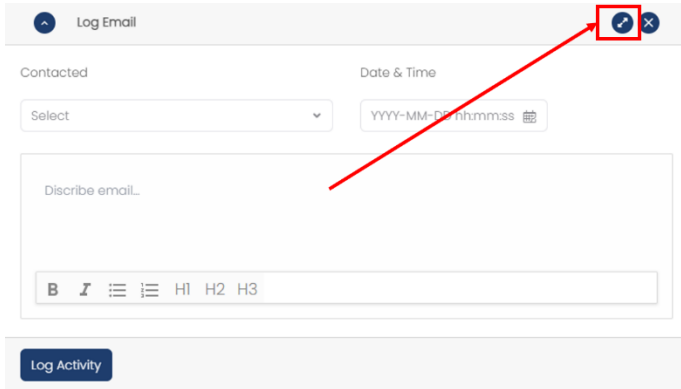 Log Email
Contacted
Date & Time
Select
YYYY-MM-DD hh:mm:ss
Discribe email...
B I H1 H2 H3
Log Activity